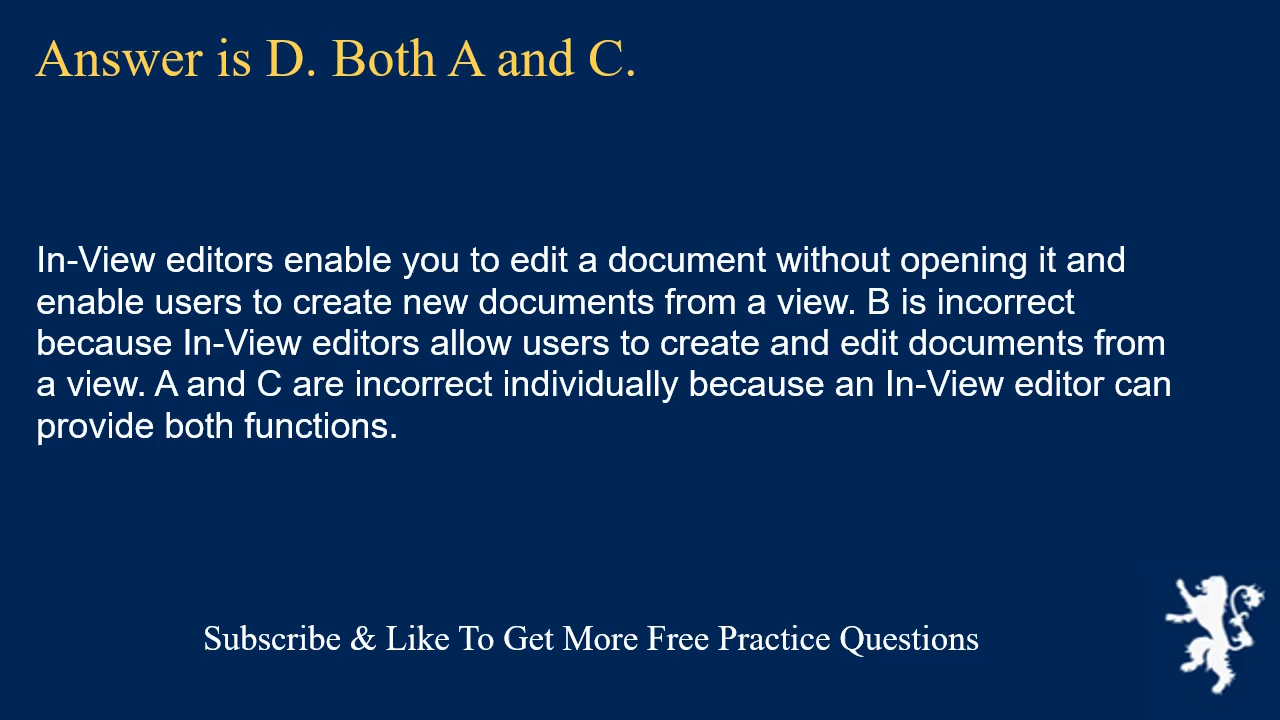 Answer is D. Both A and C.
In-View editors enable you to edit a document without opening it and
enable users to create new documents from a view. B is incorrect
because In-View editors allow users to create and edit documents from
a view. A and C are incorrect individually because an In-View editor can
provide both functions.
Subscribe & Like To Get More Free Practice Questions